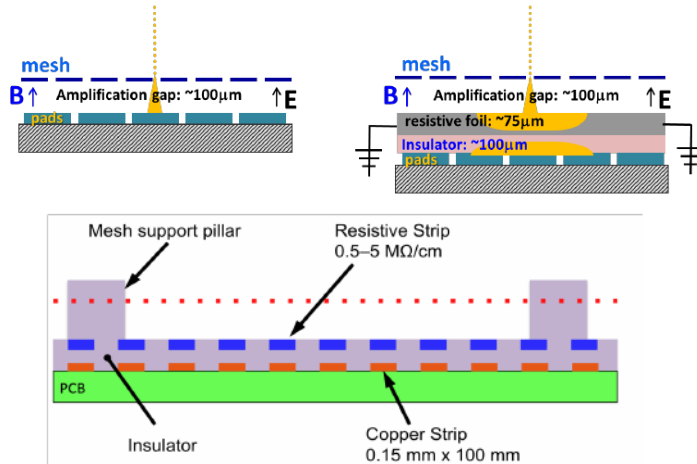 mesh
B
Amplification gap: ~100μm
E
pads
mesh
B
Amplification gap: ~100μm
E
resistive foil: ~75μm
Insulator: ~100μm
pads
Mesh support pillar
Resistive Strip
0.5–5 MΩ/cm
PCB
Insulator
Copper Strip
0.15 mm x 100 mm